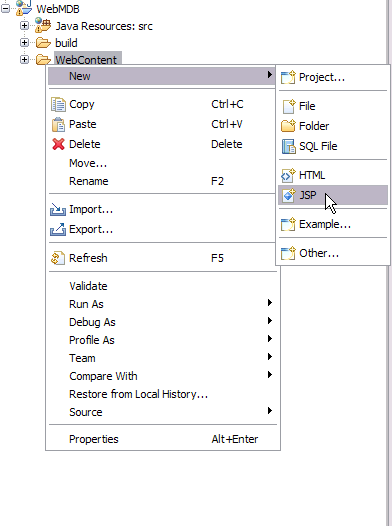 WebMDB
Java Resources: src
build
WebContent
New
Project...
Copy Ctrl+C
File
Paste Ctrl+V
Folder
Delete Delete
SQL File
Move...
Rename F2
HTML
JSP
Import...
Example...
Export...
Refresh F5
Other...
Validate
Run As
Debug As
Profile As
Team
Compare With
Restore from Local History...
Source
Properties Alt+Enter